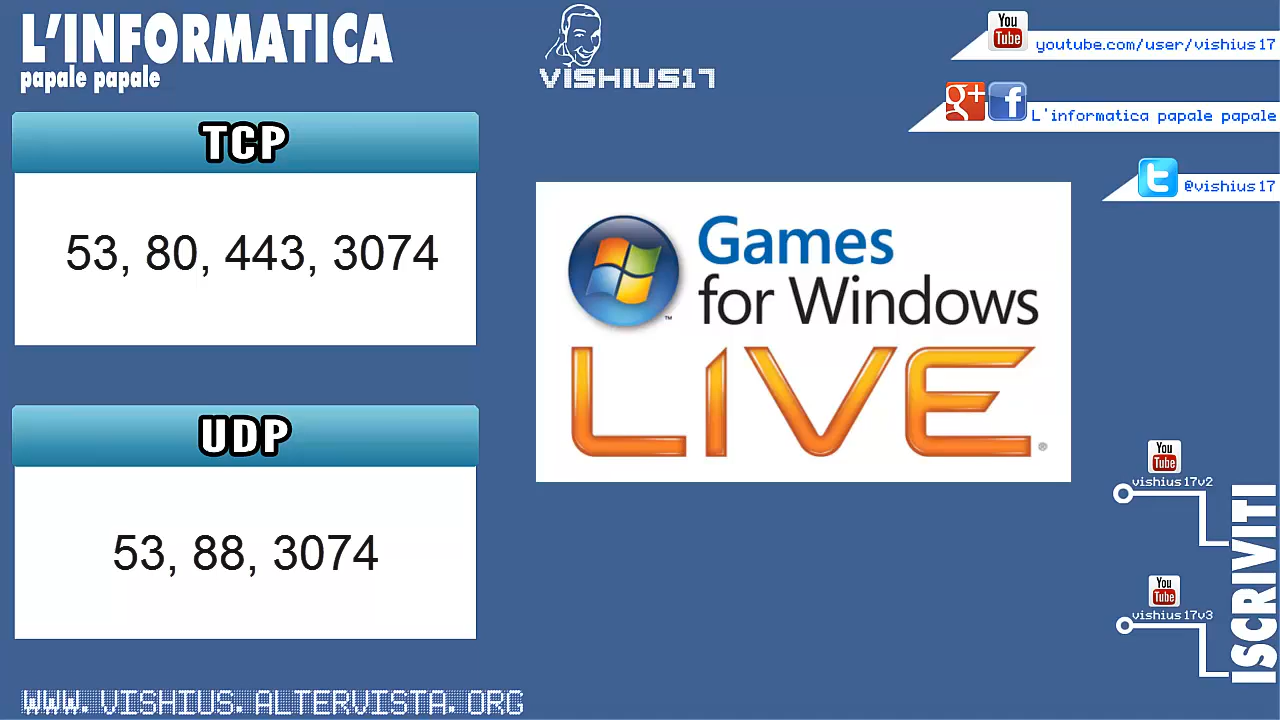 L'INFORMATICA
papale papale
VISHIUS17
You
Tube
youtube.com/user/vishius17
g+ f
L'informatica papale papale
t
@vishius17
TCP
53, 80, 443, 3074
Games
for Windows
™
LIVE
®
UDP
53, 88, 3074
You
Tube
vishius17v2
You
Tube
vishius17v3
ISCRIVITI
WWW.VISHIUS.ALTERVISTA.ORG